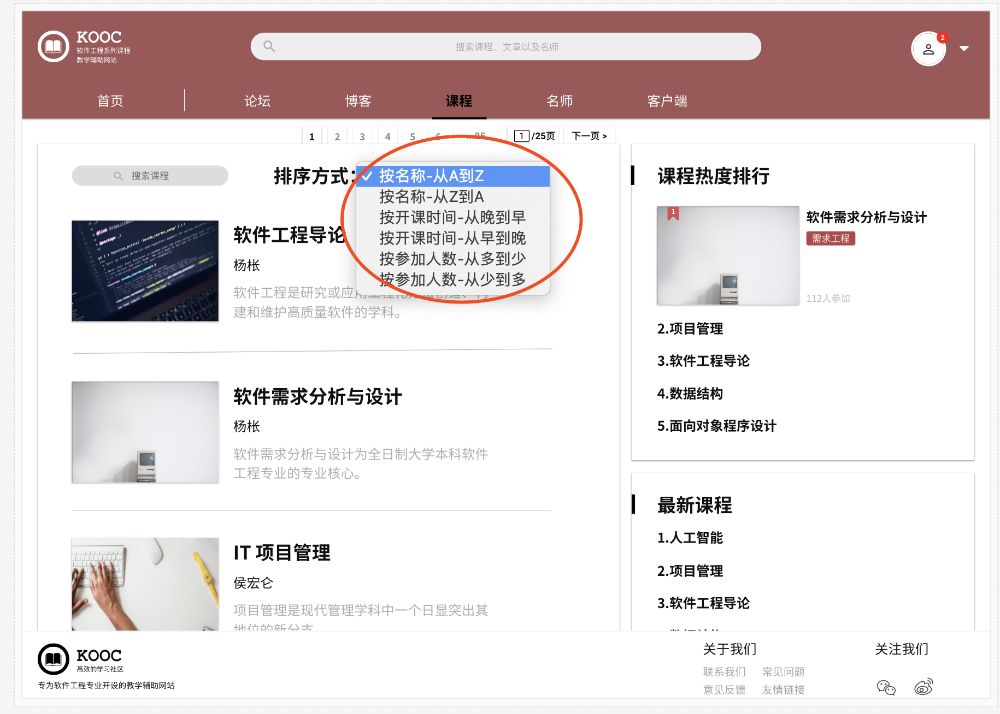 KOOC
软件工程系列课程
教学辅助网站
搜索课程、文章以及名师
2
首页
论坛
博客
课程
名师
客户端
1 2 3 4 5 6 ...25 1 /25页 下一页 >
搜索课程
排序方式：
✓ 按名称-从A到Z
按名称-从Z到A
按开课时间-从晚到早
按开课时间-从早到晚
按参加人数-从多到少
按参加人数-从少到多
软件工程导论
杨枨
软件工程是研究或应用工程化方法创造、构
建和维护高质量软件的学科。
软件需求分析与设计
杨枨
软件需求分析与设计为全日制大学本科软件
工程专业的专业核心。
IT 项目管理
侯宏仑
项目管理是现代管理学科中一个日显突出其
地位的新分支
课程热度排行
1
软件需求分析与设计
需求工程
112人参加
2.项目管理
3.软件工程导论
4.数据结构
5.面向对象程序设计
最新课程
1.人工智能
2.项目管理
3.软件工程导论
KOOC
高效的学习社区
专为软件工程专业开设的教学辅助网站
关于我们
联系我们 常见问题
意见反馈 友情链接
关注我们